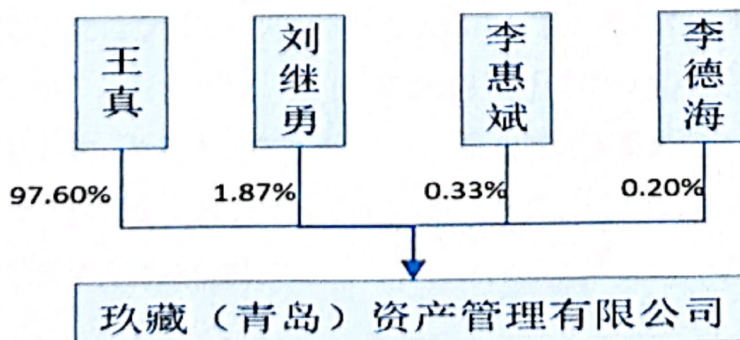 王真
刘继勇
李惠斌
李德海
97.60%
1.87%
0.33%
0.20%
玖藏（青岛）资产管理有限公司